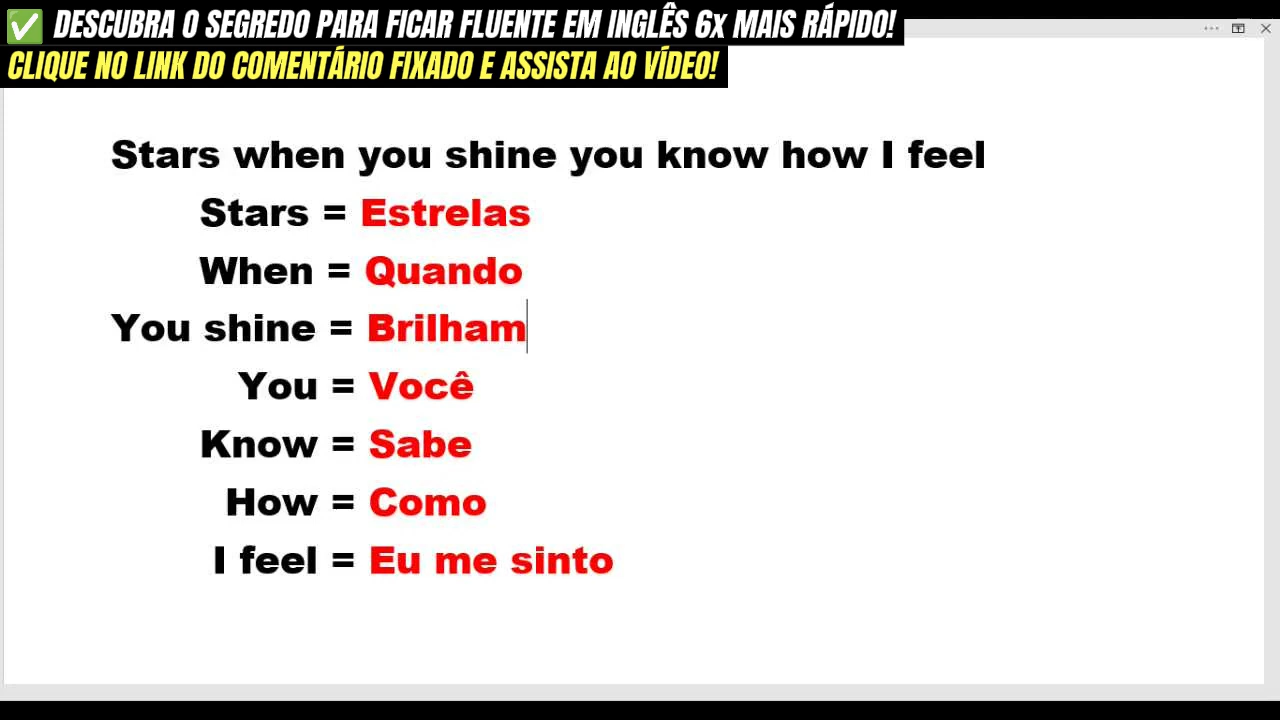 ✅ DESCUBRA O SEGREDO PARA FICAR FLUENTE EM INGLÊS 6x MAIS RÁPIDO!
CLIQUE NO LINK DO COMENTÁRIO FIXADO E ASSISTA AO VÍDEO!
Stars when you shine you know how I feel
Stars = Estrelas
When = Quando
You shine = Brilham
You = Você
Know = Sabe
How = Como
I feel = Eu me sinto